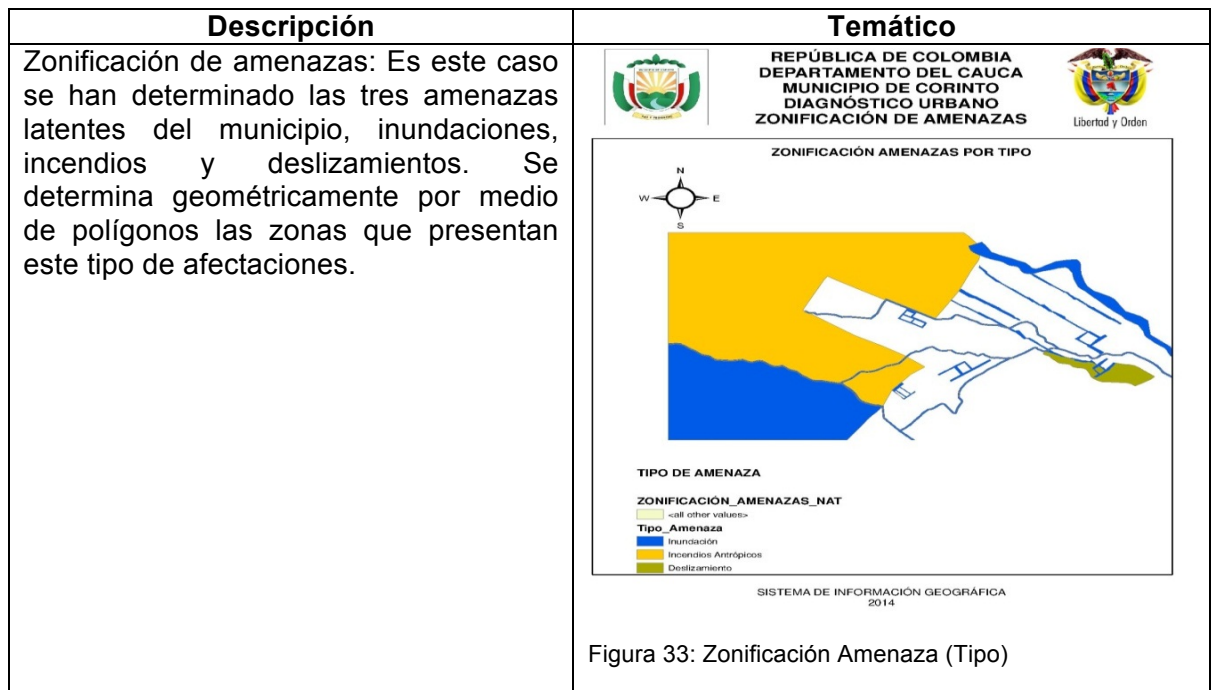 Descripción
Temático
Zonificación de amenazas: Es este caso
se han determinado las tres amenazas
latentes del municipio, inundaciones,
incendios y deslizamientos. Se
determina geométricamente por medio
de polígonos las zonas que presentan
este tipo de afectaciones.
REPÚBLICA DE COLOMBIA
DEPARTAMENTO DEL CAUCA
MUNICIPIO DE CORINTO
DIAGNÓSTICO URBANO
ZONIFICACIÓN DE AMENAZAS
Libertad y Orden
ZONIFICACIÓN AMENAZAS POR TIPO
N
W E
S
TIPO DE AMENAZA
ZONIFICACIÓN_AMENAZAS_NAT
<all other values>
Tipo_Amenaza
Inundación
Incendios Antrópicos
Deslizamiento
SISTEMA DE INFORMACIÓN GEOGRÁFICA
2014
Figura 33: Zonificación Amenaza (Tipo)